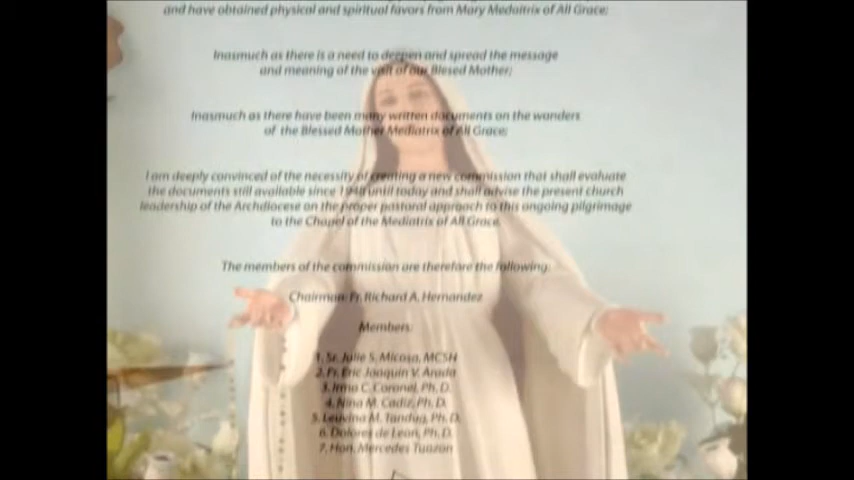 and have obtained physical and spiritual favors from Mary Mediatrix of All Grace;
Inasmuch as there is a need to deepen and spread the message
and meaning of the visit of our Blesed Mother;
Inasmuch as there have been many written documents on the wonders
of the Blessed Mother Mediatrix of All Grace;
I am deeply convinced of the necessity of creating a new commission that shall evaluate
the documents still available since 1948 until today and shall advise the present church
leadership of the Archdiocese on the proper pastoral approach to this ongoing pilgrimage
to the Chapel of the Mediatrix of All Grace.
The members of the commission are therefore the following:
Chairman: Fr. Richard A. Hernandez
Members:
1. Sr. Julie S. Micosa, MCSH
2. Fr. Eric Joaquin V. Arada
3. Irma C. Coronel, Ph. D.
4. Nina M. Cadiz, Ph. D.
5. Leuvina M. Tandug, Ph. D.
6. Dolores de Leon, Ph. D.
7. Hon. Mercedes Tuazon